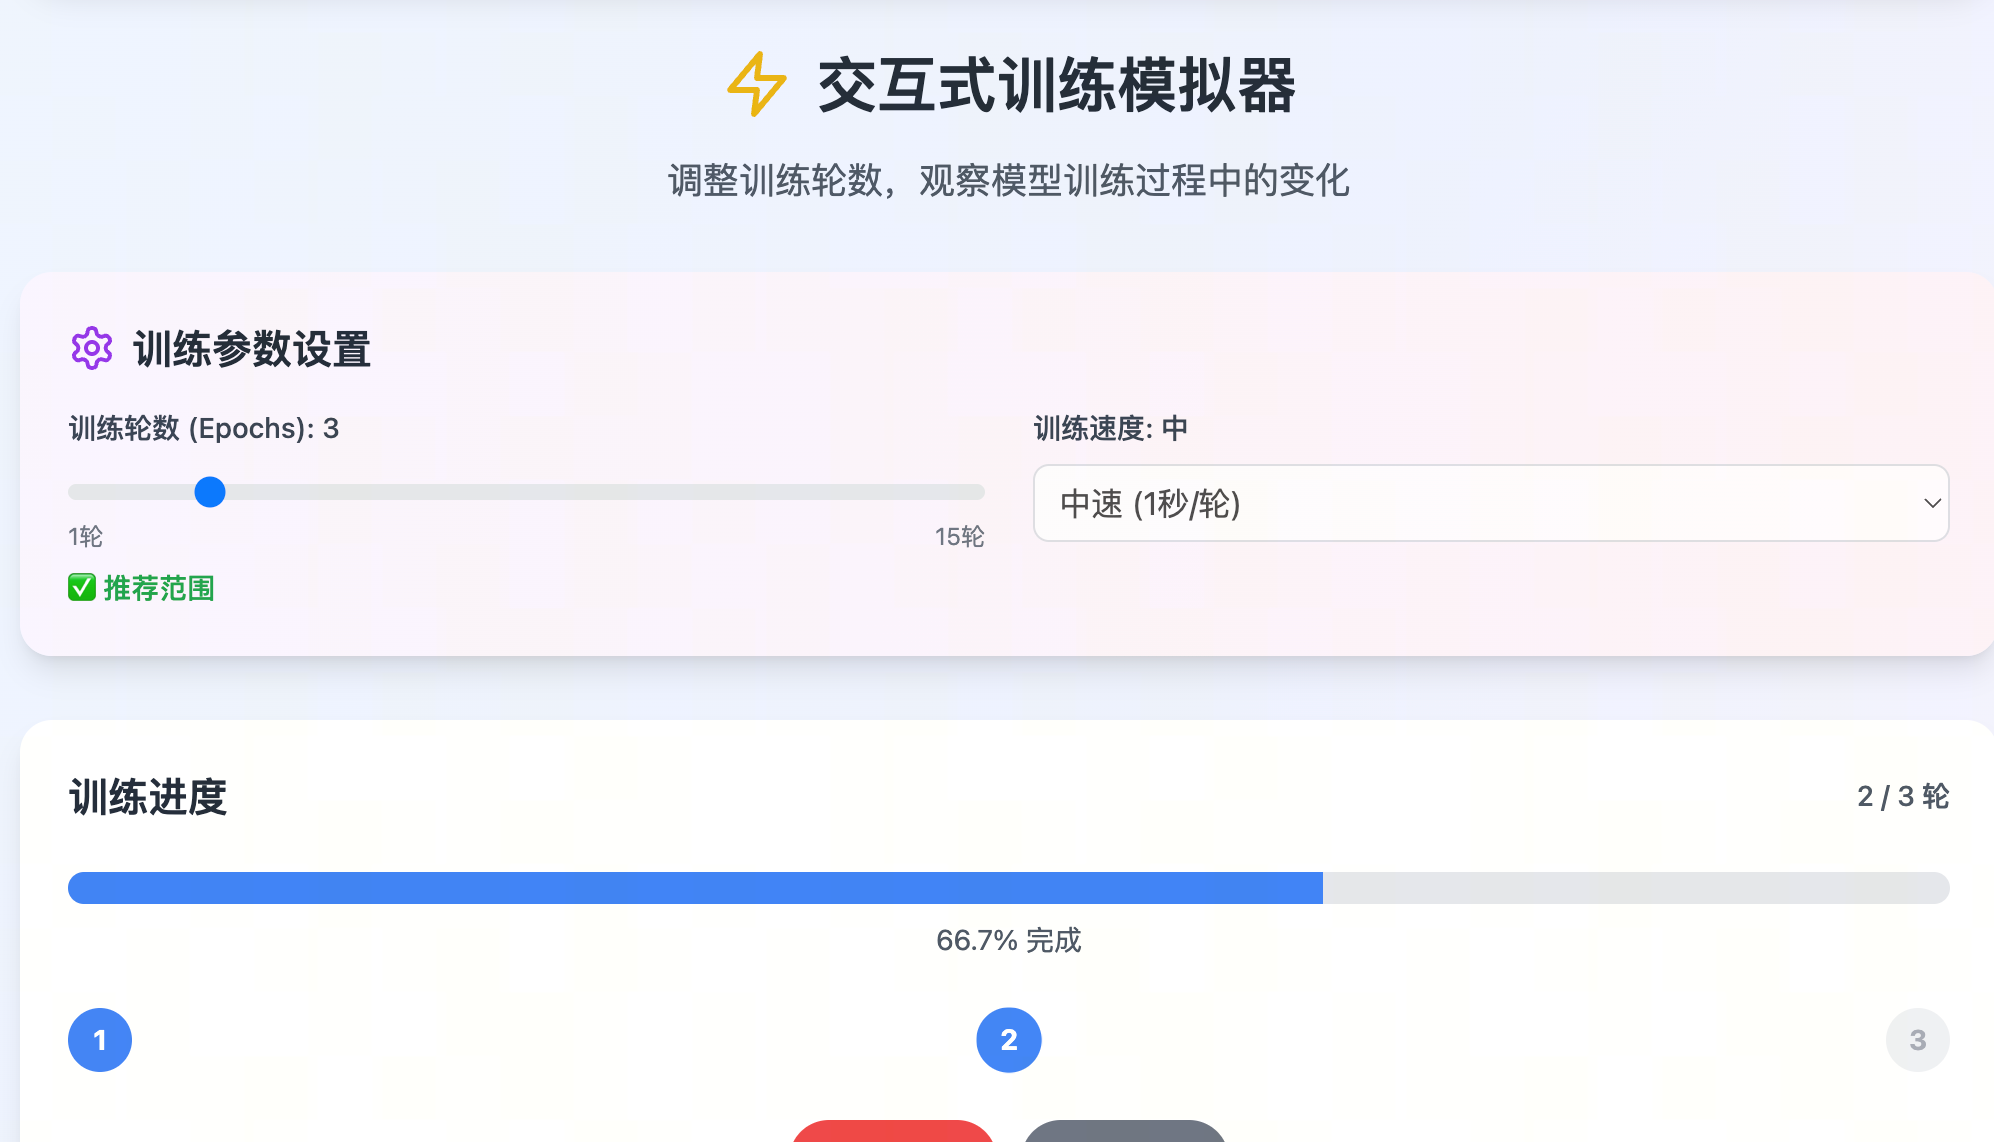 交互式训练模拟器
调整训练轮数，观察模型训练过程中的变化
训练参数设置
训练轮数 (Epochs): 3
1轮
15轮
✅ 推荐范围
训练速度: 中
中速 (1秒/轮)
训练进度
2 / 3 轮
66.7% 完成
1
2
3